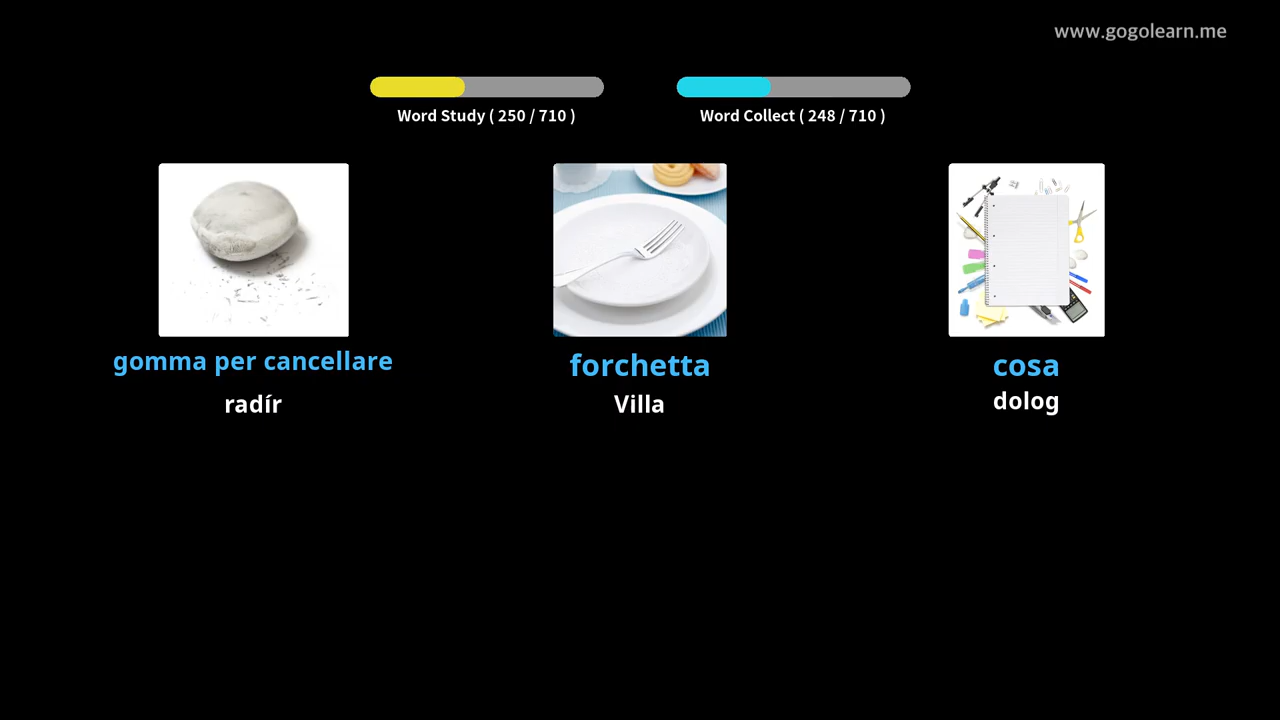 www.gogolearn.me
Word Study ( 250 / 710 )
Word Collect ( 248 / 710 )
gomma per cancellare
forchetta
cosa
radír
Villa
dolog